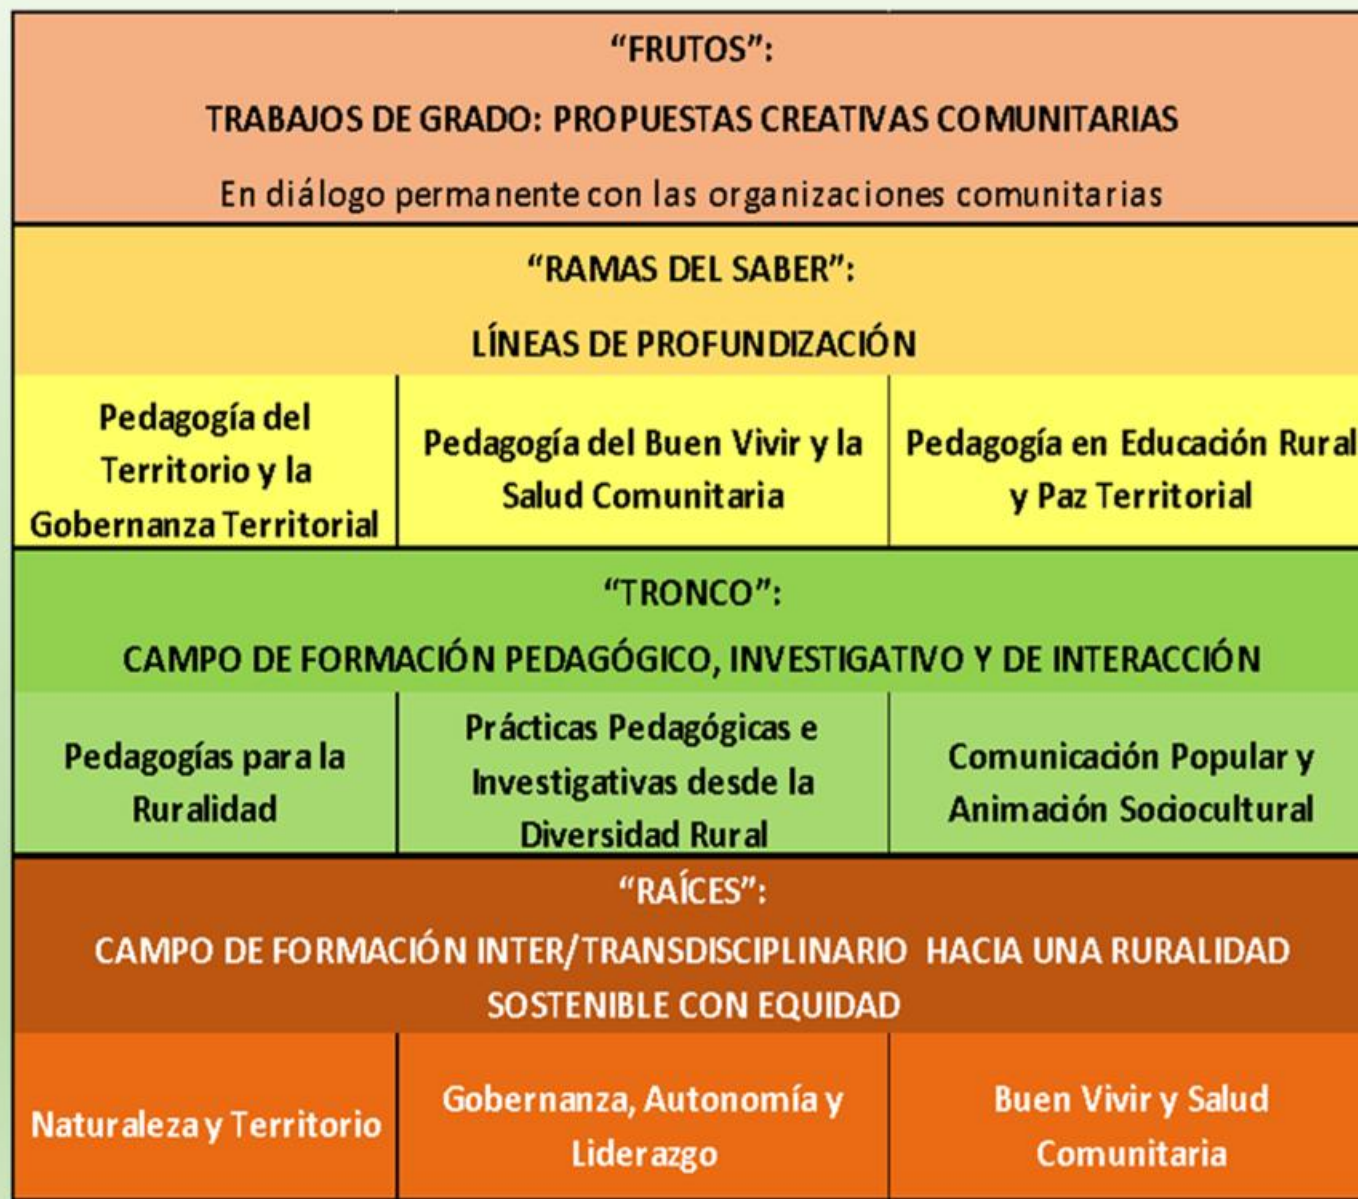 “FRUTOS”:
TRABAJOS DE GRADO: PROPUESTAS CREATIVAS COMUNITARIAS
En diálogo permanente con las organizaciones comunitarias
“RAMAS DEL SABER”:
LÍNEAS DE PROFUNDIZACIÓN
Pedagogía del
Territorio y la
Gobernanza Territorial
Pedagogía del Buen Vivir y la
Salud Comunitaria
Pedagogía en Educación Rural
y Paz Territorial
“TRONCO”:
CAMPO DE FORMACIÓN PEDAGÓGICO, INVESTIGATIVO Y DE INTERACCIÓN
Pedagogías para la
Ruralidad
Prácticas Pedagógicas e
Investigativas desde la
Diversidad Rural
Comunicación Popular y
Animación Sociocultural
“RAÍCES”:
CAMPO DE FORMACIÓN INTER/TRANSDISCIPLINARIO HACIA UNA RURALIDAD
SOSTENIBLE CON EQUIDAD
Naturaleza y Territorio
Gobernanza, Autonomía y
Liderazgo
Buen Vivir y Salud
Comunitaria